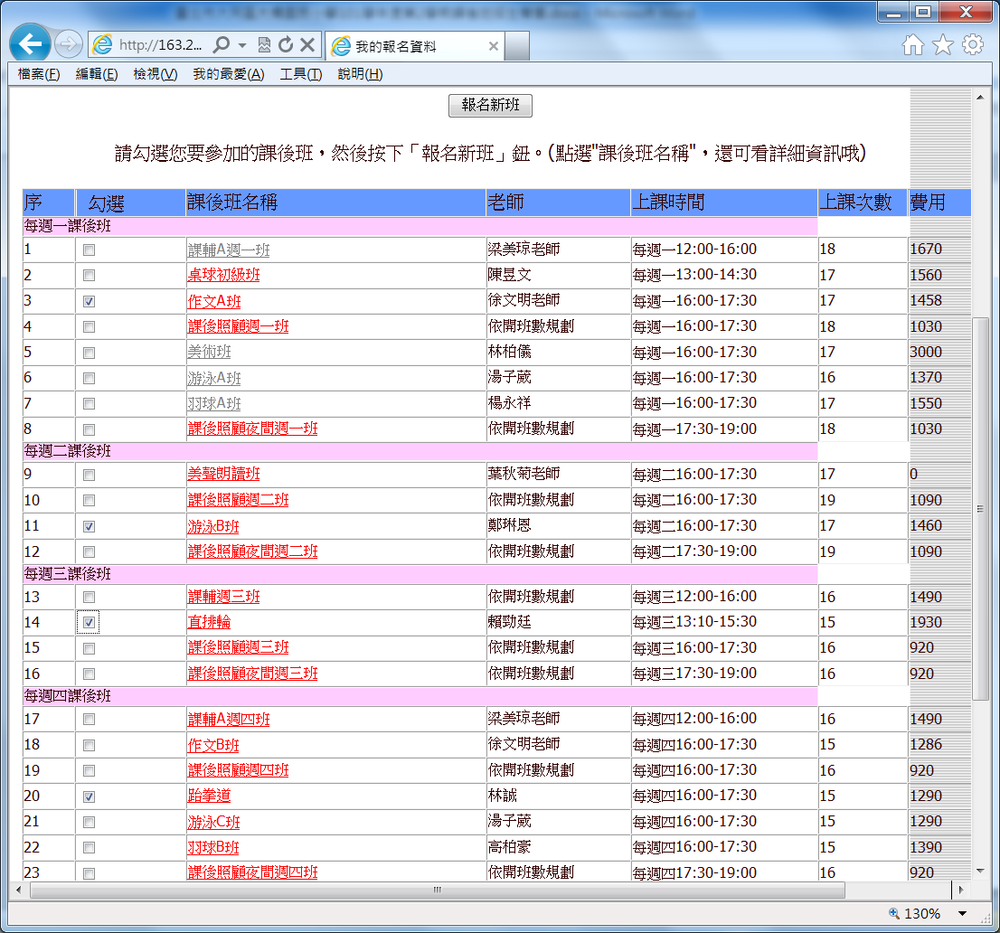 http://163.2...
我的報名資料
檔案(F) 編輯(E) 檢視(V) 我的最愛(A) 工具(T) 說明(H)
報名新班
請勾選您要參加的課後班，然後按下「報名新班」鈕。(點選"課後班名稱"，還可看詳細資訊哦)
序 勾選 課後班名稱 老師 上課時間 上課次數 費用
每週一課後班
1 課輔A週一班 梁美琼老師 每週一12:00-16:00 18 1670
2 桌球初級班 陳昱文 每週一13:00-14:30 17 1560
3 作文A班 徐文明老師 每週一16:00-17:30 17 1458
4 課後照顧週一班 依開班數規劃 每週一16:00-17:30 18 1030
5 美術班 林柏儀 每週一16:00-17:30 17 3000
6 游泳A班 湯子葳 每週一16:00-17:30 16 1370
7 羽球A班 楊永祥 每週一16:00-17:30 17 1550
8 課後照顧夜間週一班 依開班數規劃 每週一17:30-19:00 18 1030
每週二課後班
9 美聲朗讀班 葉秋菊老師 每週二16:00-17:30 17 0
10 課後照顧週二班 依開班數規劃 每週二16:00-17:30 19 1090
11 游泳B班 鄭琳恩 每週二16:00-17:30 17 1460
12 課後照顧夜間週二班 依開班數規劃 每週二17:30-19:00 19 1090
每週三課後班
13 課輔週三班 依開班數規劃 每週三12:00-16:00 16 1490
14 直排輪 賴勁廷 每週三13:10-15:30 15 1930
15 課後照顧週三班 依開班數規劃 每週三16:00-17:30 16 920
16 課後照顧夜間週三班 依開班數規劃 每週三17:30-19:00 16 920
每週四課後班
17 課輔A週四班 梁美琼老師 每週四12:00-16:00 16 1490
18 作文B班 徐文明老師 每週四16:00-17:30 15 1286
19 課後照顧週四班 依開班數規劃 每週四16:00-17:30 16 920
20 跆拳道 林誠 每週四16:00-17:30 15 1290
21 游泳C班 湯子葳 每週四16:00-17:30 15 1290
22 羽球B班 高柏豪 每週四16:00-17:30 15 1390
23 課後照顧夜間週四班 依開班數規劃 每週四17:30-19:00 16 920
130%